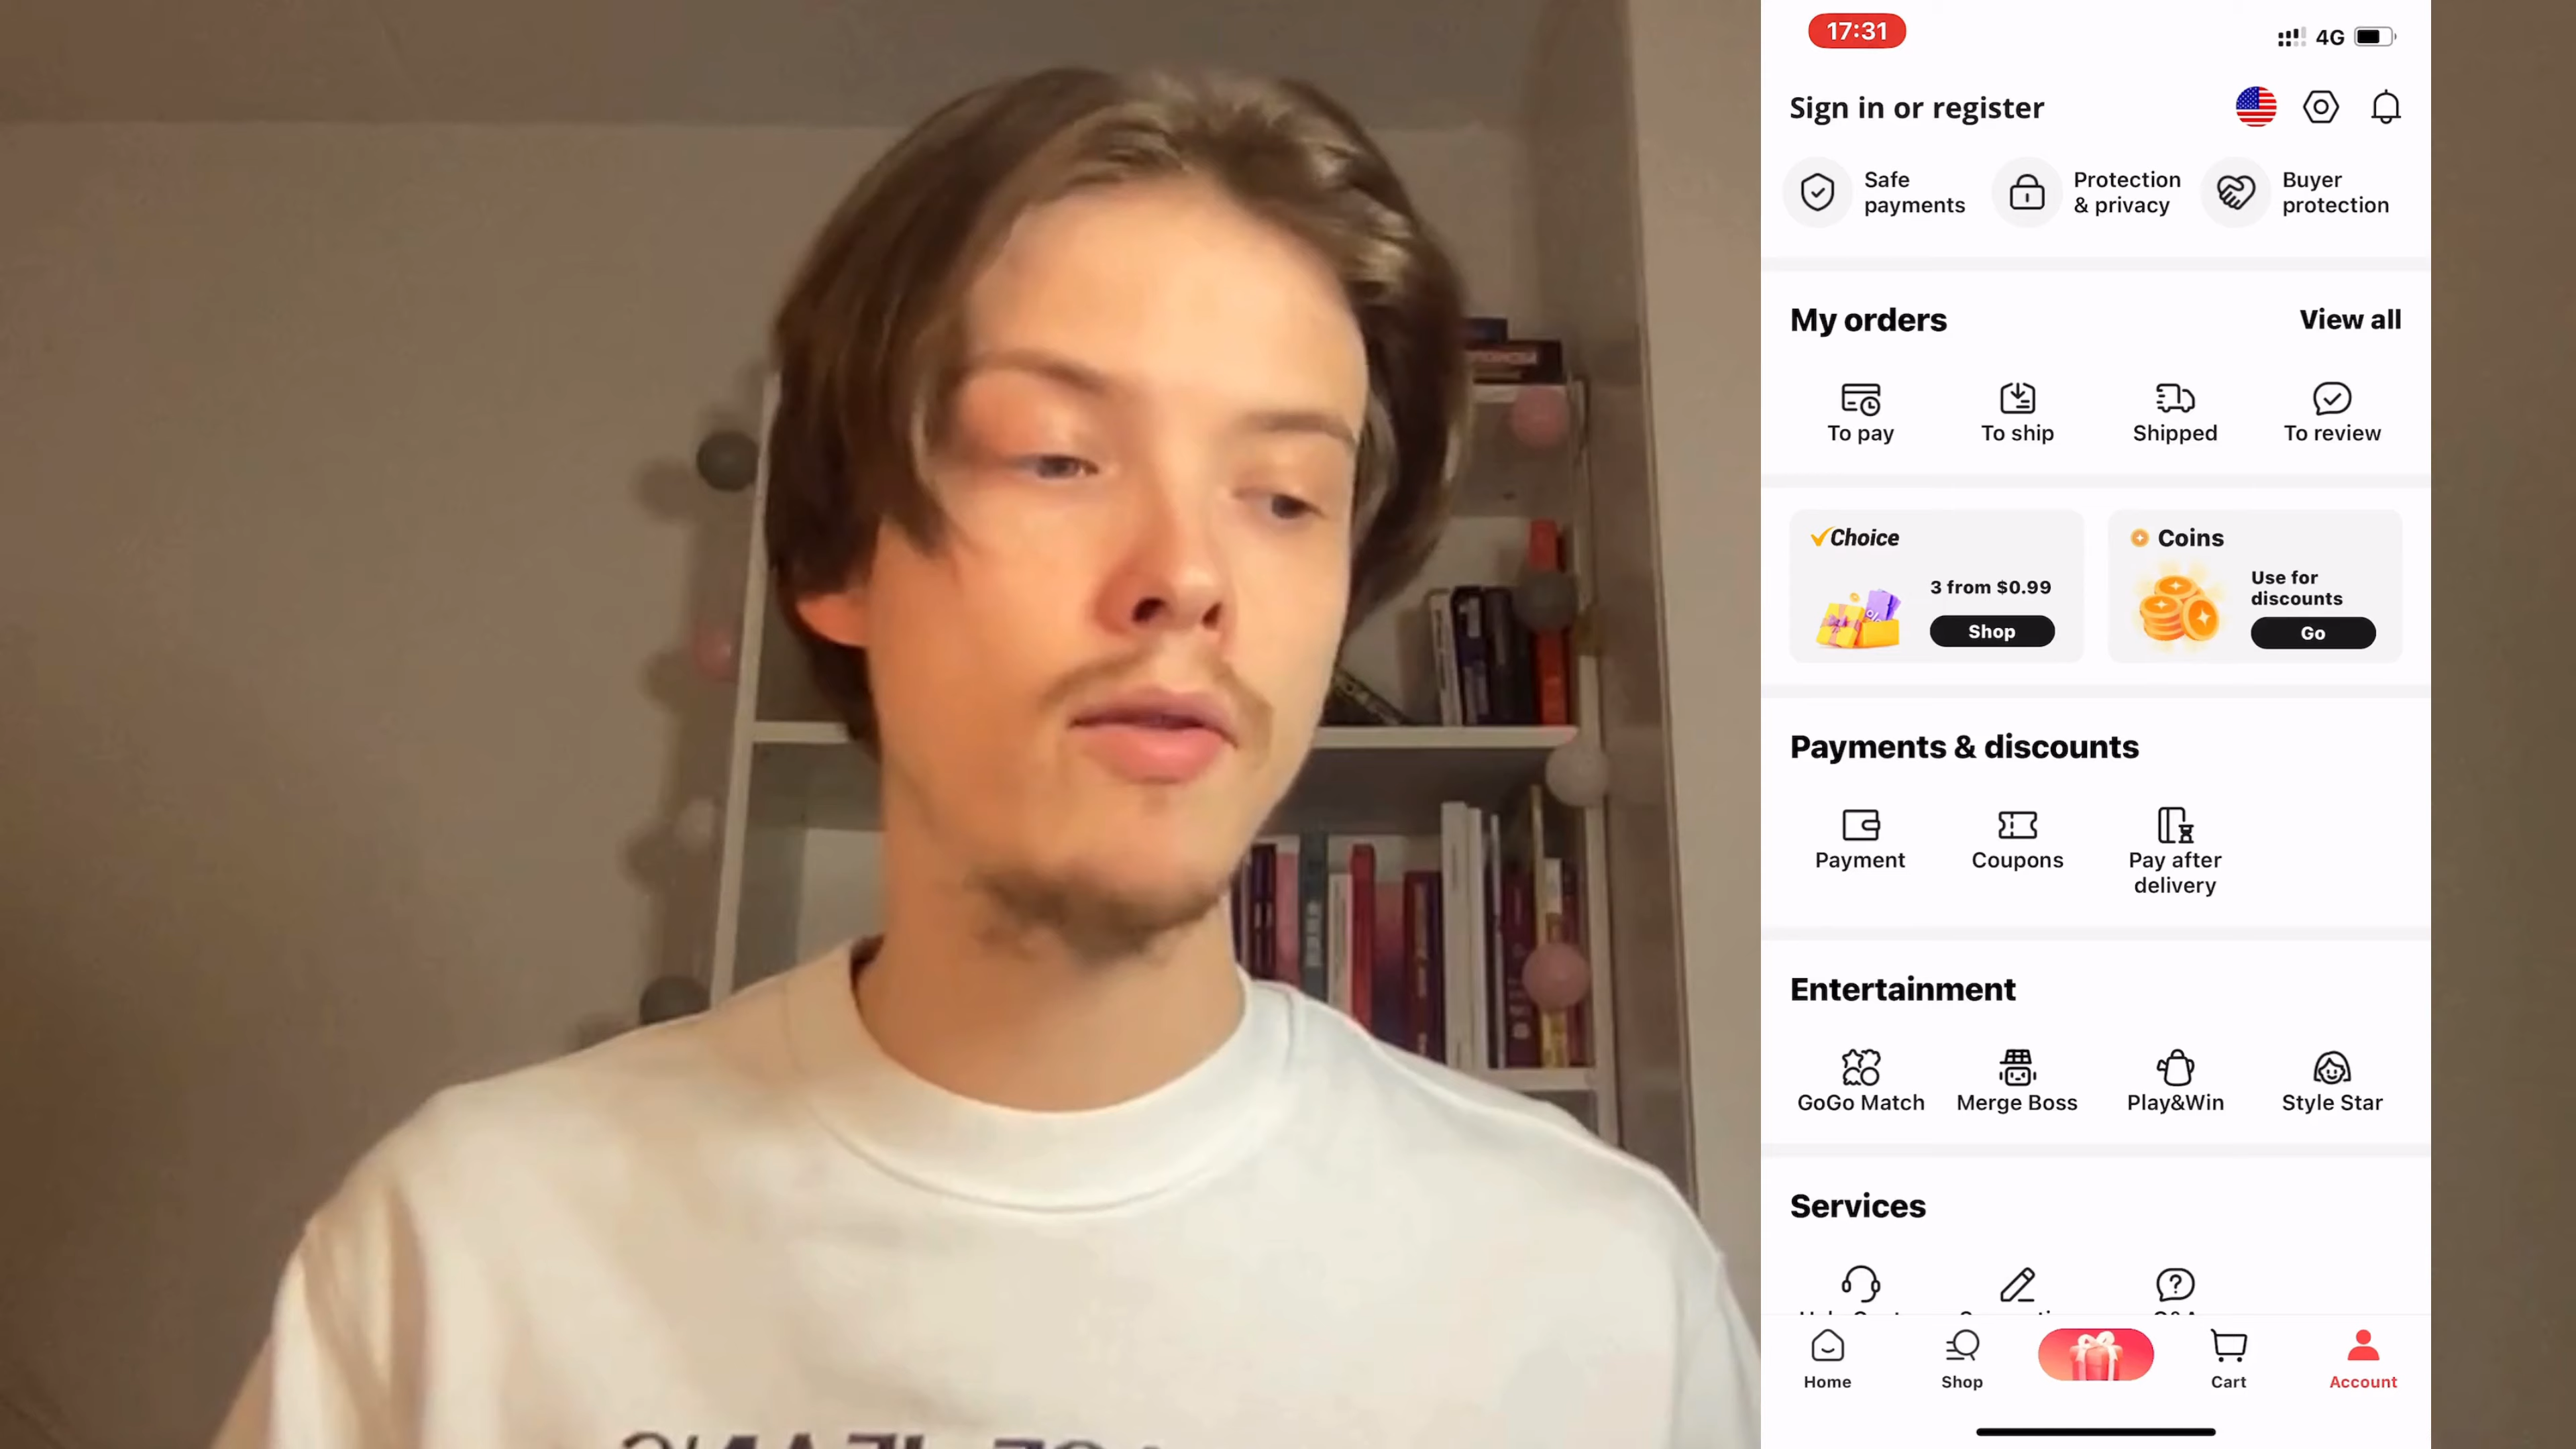 17:31
4G
Sign in or register
Safe
payments
Protection
& privacy
Buyer
protection
My orders
View all
To pay
To ship
Shipped
To review
Choice
3 from $0.99
Shop
Coins
Use for
discounts
Go
Payments & discounts
Payment
Coupons
Pay after
delivery
Entertainment
GoGo Match
Merge Boss
Play&Win
Style Star
Services
Home
Shop
Cart
Account